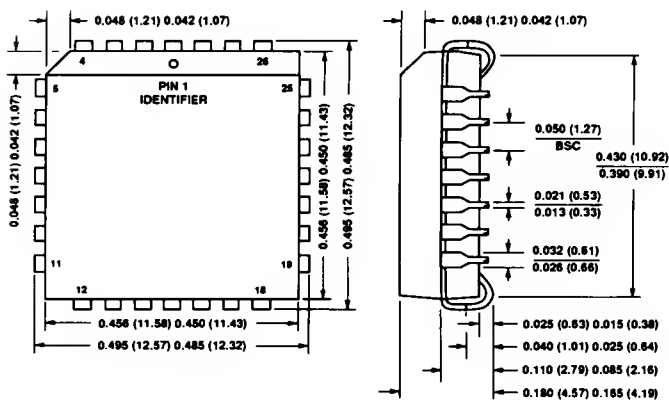 0.048 (1.21) 0.042 (1.07)
4
26
5
PIN 1
IDENTIFIER
25
0.048 (1.21) 0.042 (1.07)
0.456 (11.58) 0.450 (11.43)
0.495 (12.57) 0.485 (12.32)
11
19
12
18
0.456 (11.58) 0.450 (11.43)
0.495 (12.57) 0.485 (12.32)
0.048 (1.21) 0.042 (1.07)
0.050 (1.27)
BSC
0.430 (10.92)
0.390 (9.91)
0.021 (0.53)
0.013 (0.33)
0.032 (0.81)
0.026 (0.66)
0.025 (0.63) 0.015 (0.38)
0.040 (1.01) 0.025 (0.64)
0.110 (2.79) 0.085 (2.16)
0.180 (4.57) 0.165 (4.19)